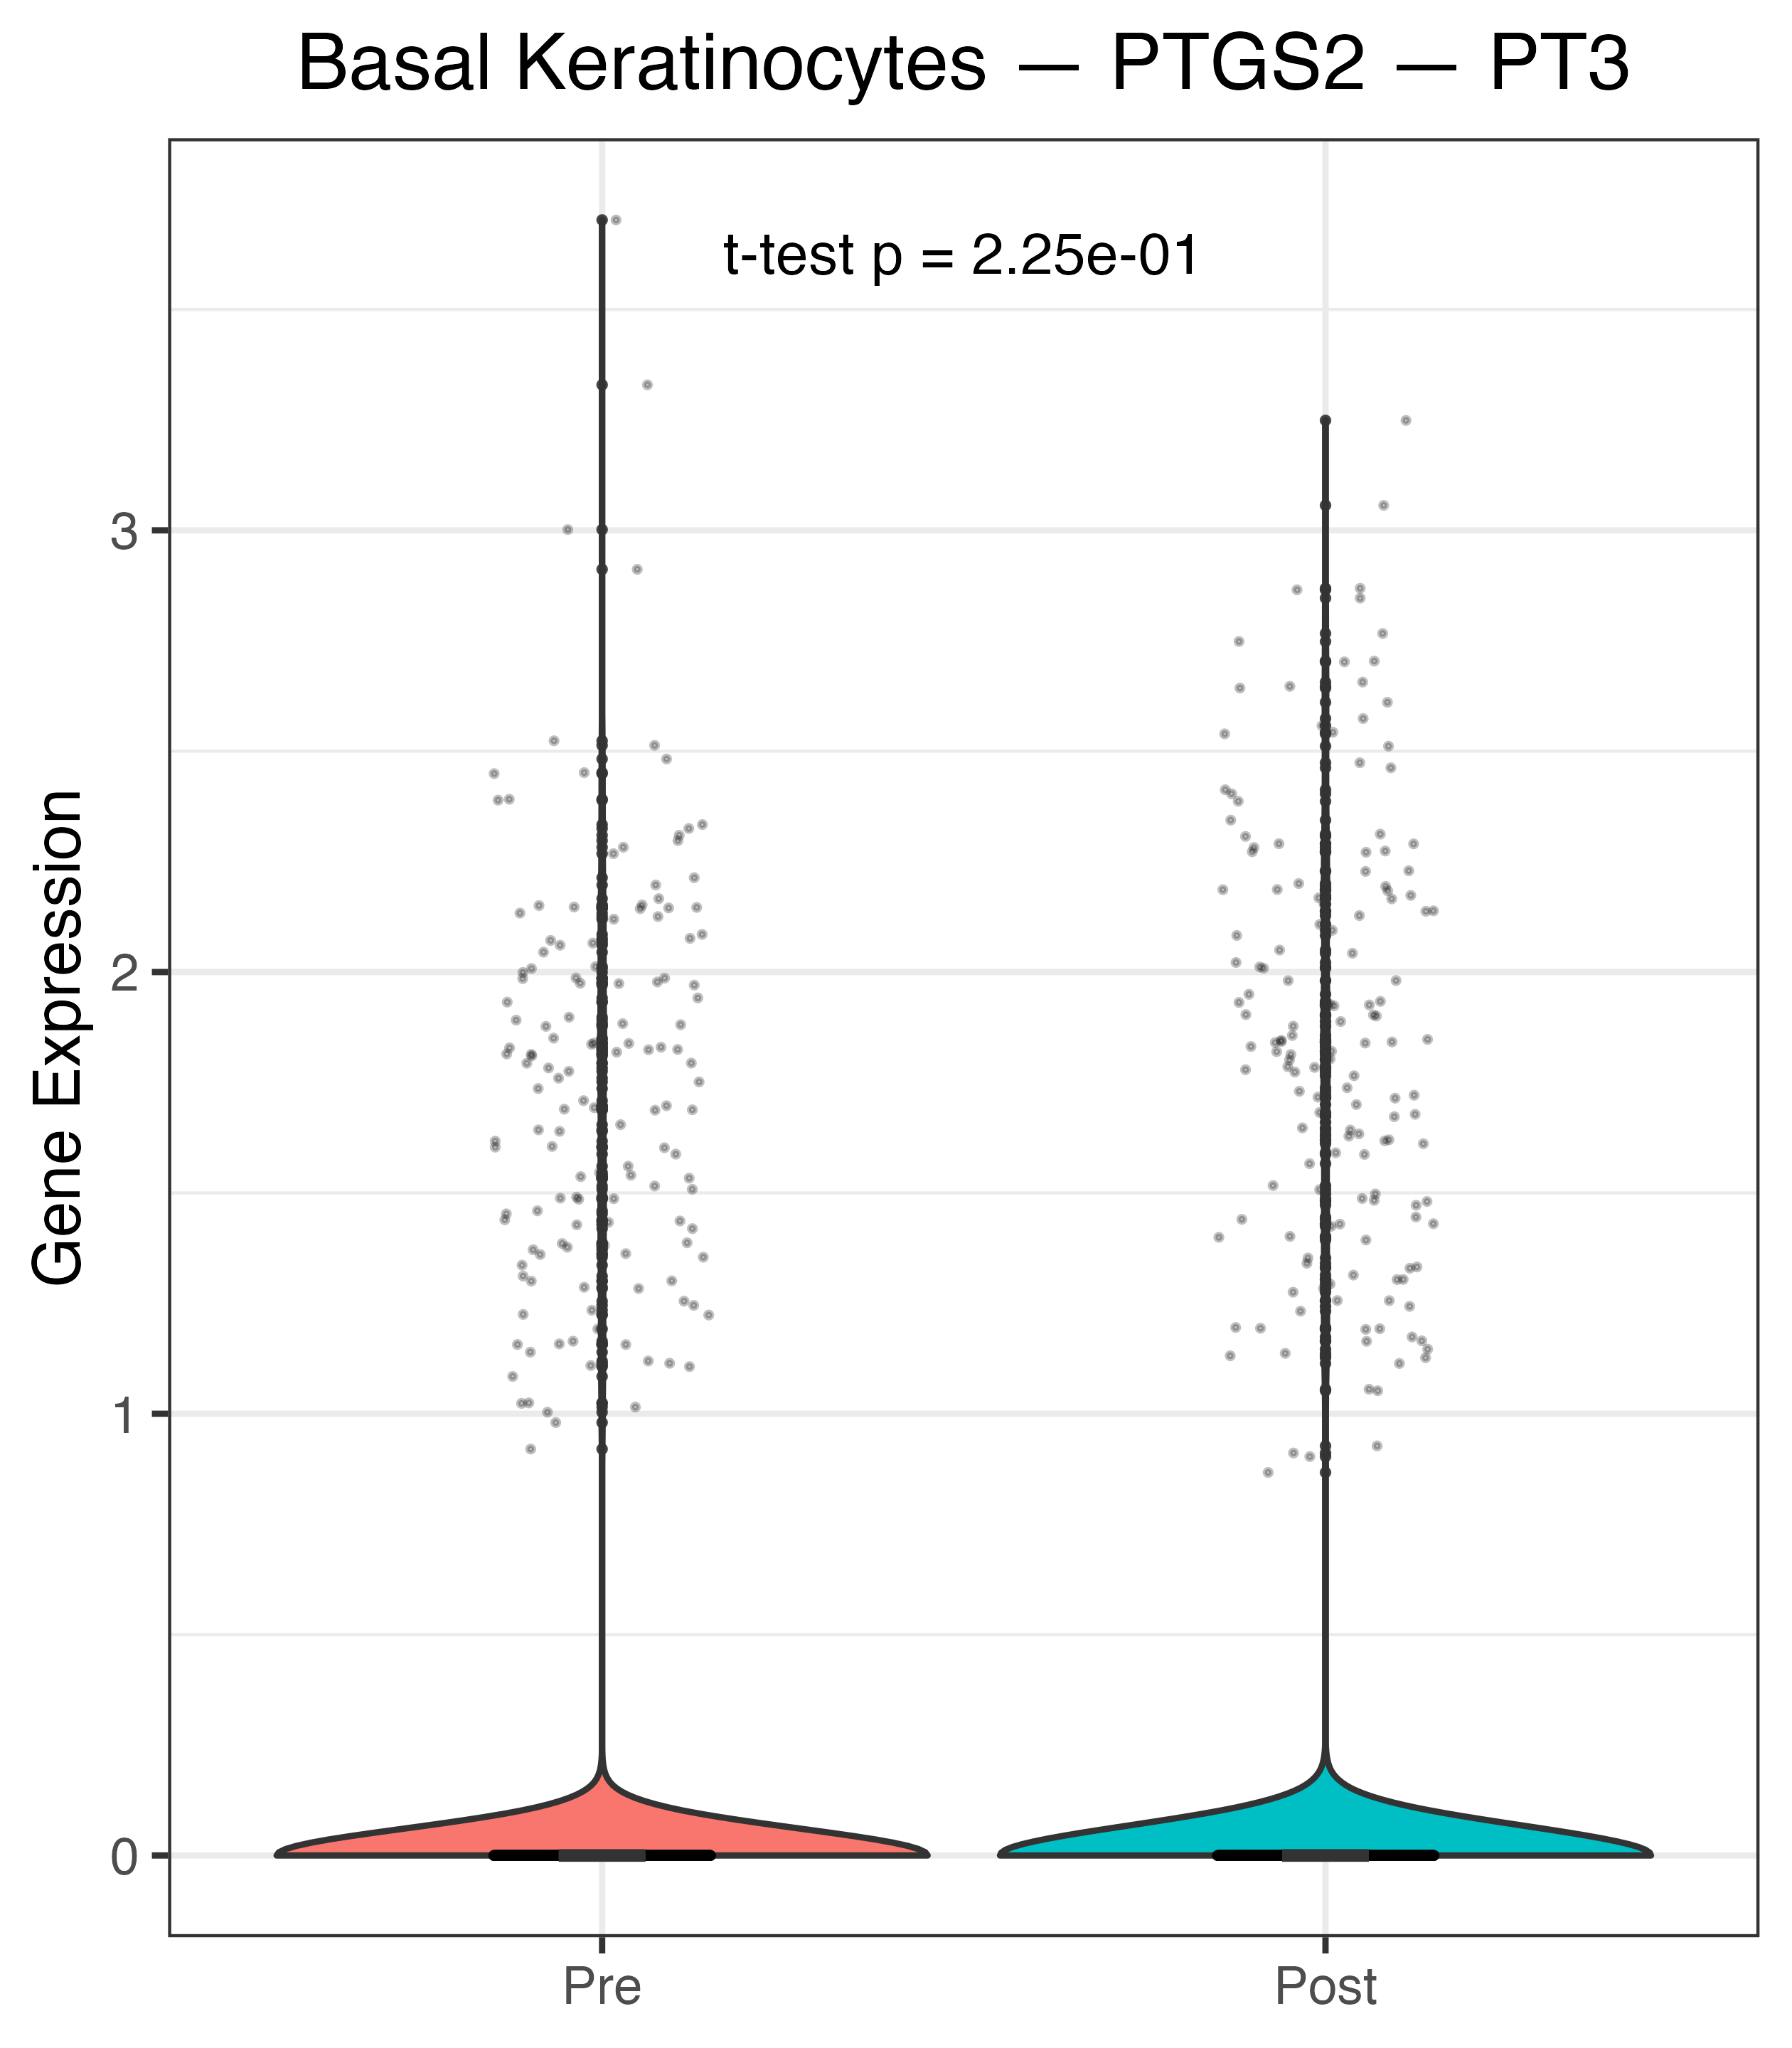 Basal Keratinocytes — PTGS2 — PT3
t-test p = 2.25e-01
Gene Expression
3
2
1
0
Pre
Post